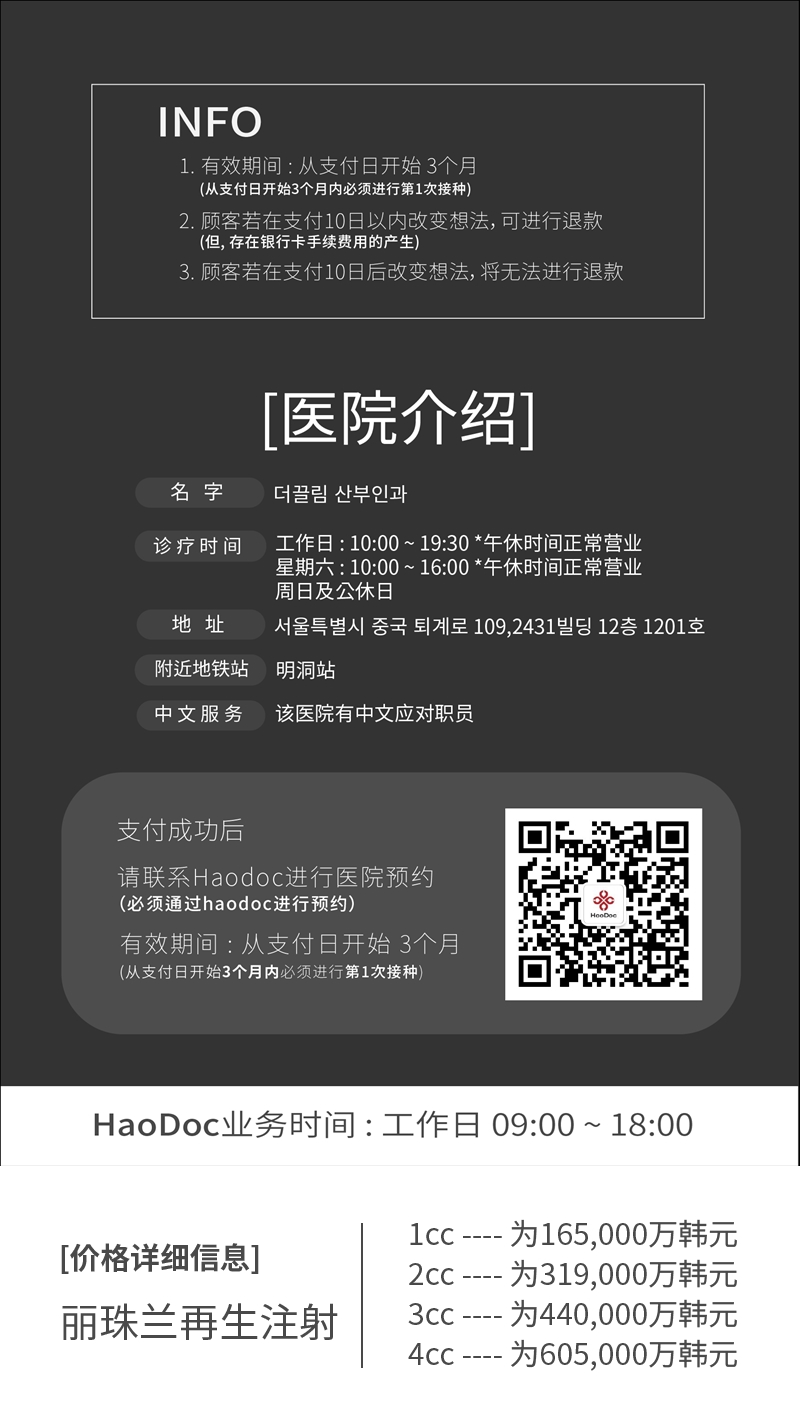 INFO
1. 有效期间 : 从支付日开始 3个月
(从支付日开始3个月内必须进行第1次接种)
2. 顾客若在支付10日以内改变想法, 可进行退款
(但, 存在银行卡手续费用的产生)
3. 顾客若在支付10日后改变想法, 将无法进行退款
[医院介绍]
名 字 더끌림 산부인과
诊疗时间 工作日 : 10:00 ~ 19:30 *午休时间正常营业
星期六 : 10:00 ~ 16:00 *午休时间正常营业
周日及公休日
地 址 서울특별시 중국 퇴계로 109,2431빌딩 12층 1201호
附近地铁站 明洞站
中文服务 该医院有中文应对职员
支付成功后
请联系Haodoc进行医院预约
(必须通过haodoc进行预约)
有效期间 : 从支付日开始 3个月
(从支付日开始3个月内必须进行第1次接种)
HaoDoc
HaoDoc业务时间 : 工作日 09:00 ~ 18:00
[价格详细信息]
丽珠兰再生注射
1cc ---- 为165,000万韩元
2cc ---- 为319,000万韩元
3cc ---- 为440,000万韩元
4cc ---- 为605,000万韩元